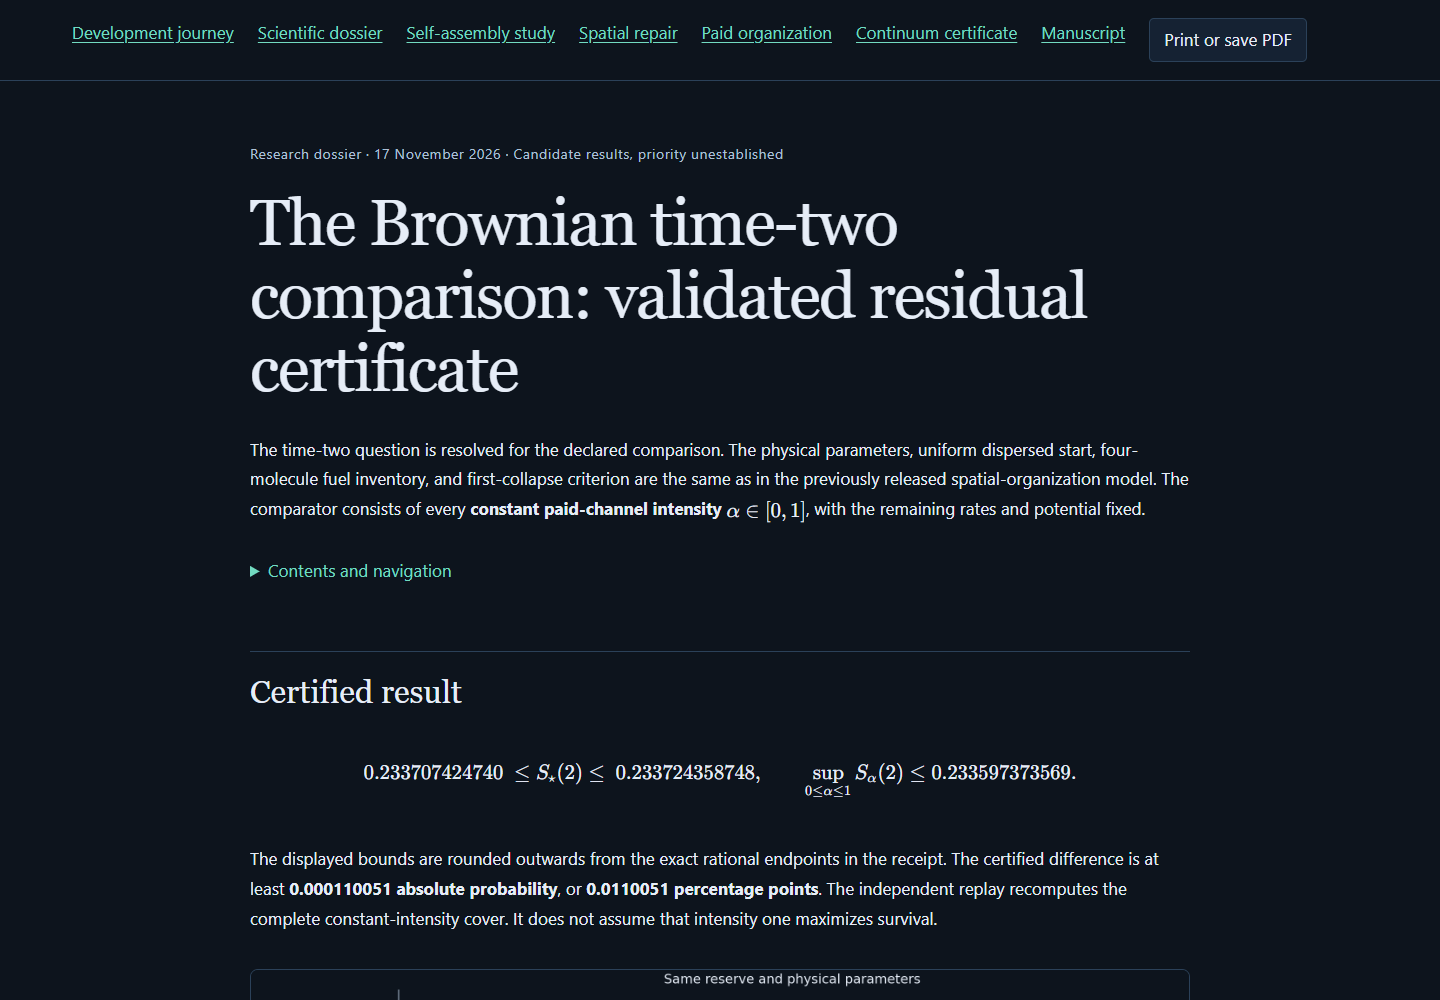 Development journey Scientific dossier Self-assembly study Spatial repair Paid organization Continuum certificate Manuscript Print or save PDF
Research dossier · 17 November 2026 · Candidate results, priority unestablished
The Brownian time-two
comparison: validated residual
certificate
The time-two question is resolved for the declared comparison. The physical parameters, uniform dispersed start, four-
molecule fuel inventory, and first-collapse criterion are the same as in the previously released spatial-organization model. The
comparator consists of every constant paid-channel intensity α ∈ [0, 1], with the remaining rates and potential fixed.
▶ Contents and navigation
Certified result
0.233707424740 ≤ S⋆(2) ≤ 0.233724358748, sup Sα(2) ≤ 0.233597373569.
0≤α≤1
The displayed bounds are rounded outwards from the exact rational endpoints in the receipt. The certified difference is at
least 0.000110051 absolute probability, or 0.0110051 percentage points. The independent replay recomputes the
complete constant-intensity cover. It does not assume that intensity one maximizes survival.
Same reserve and physical parameters